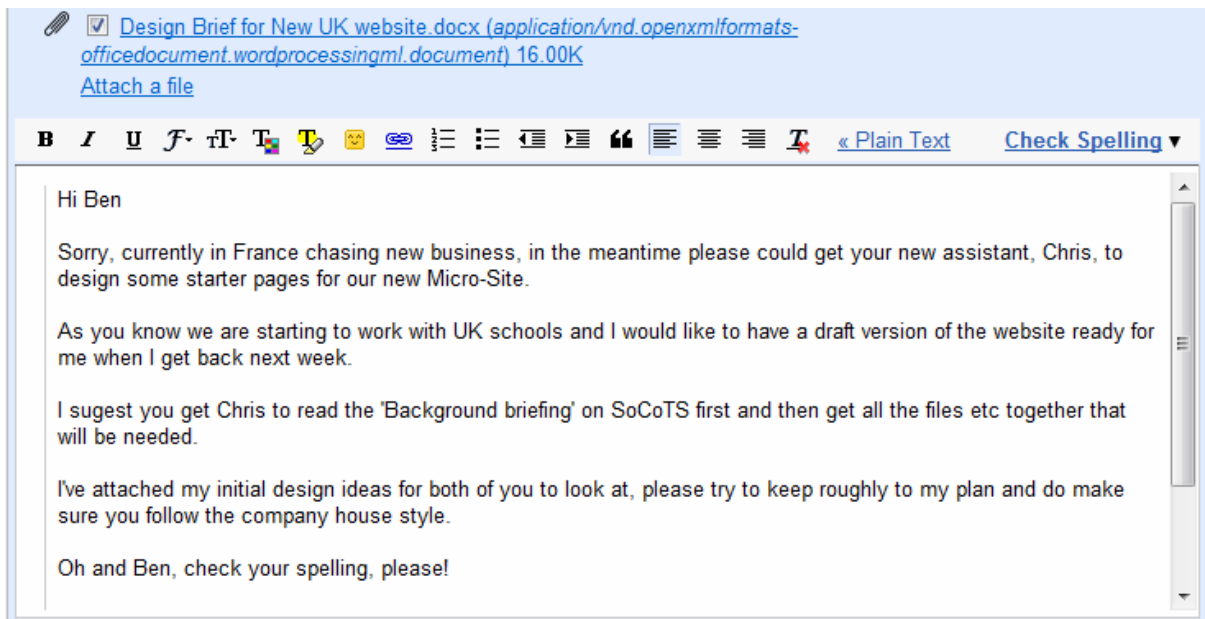 Design Brief for New UK website.docx (application/vnd.openxmlformats-
officedocument.wordprocessingml.document) 16.00K
Attach a file
B I U F TT T T « Plain Text Check Spelling ▼
Hi Ben
Sorry, currently in France chasing new business, in the meantime please could get your new assistant, Chris, to
design some starter pages for our new Micro-Site.
As you know we are starting to work with UK schools and I would like to have a draft version of the website ready for
me when I get back next week.
I sugest you get Chris to read the 'Background briefing' on SoCoTS first and then get all the files etc together that
will be needed.
I've attached my initial design ideas for both of you to look at, please try to keep roughly to my plan and do make
sure you follow the company house style.
Oh and Ben, check your spelling, please!